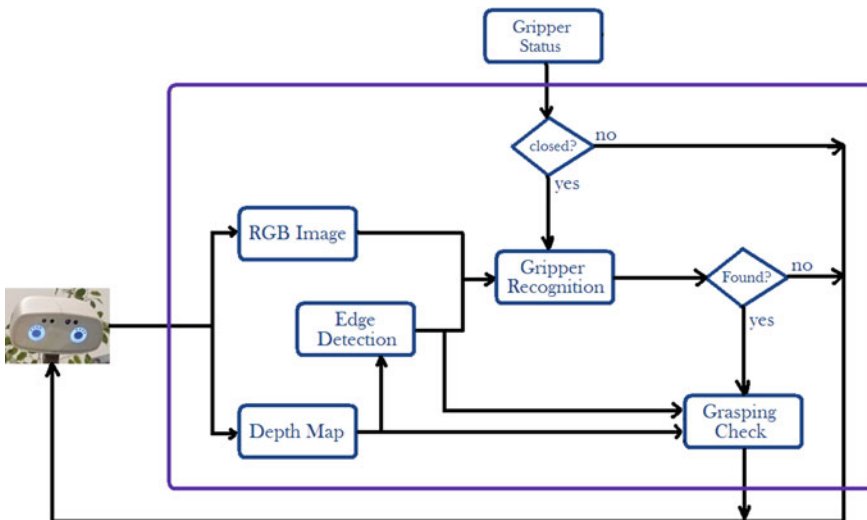 Gripper
Status
closed?
no
yes
RGB Image
Gripper
Recognition
Found?
no
Edge
Detection
yes
Depth Map
Grasping
Check